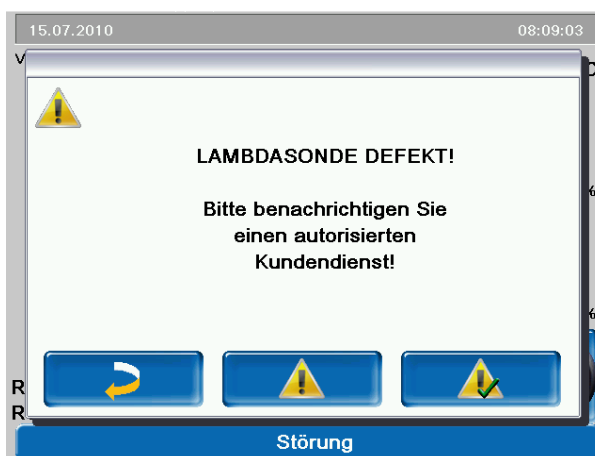 15.07.2010 08:09:03
LAMBDASONDE DEFEKT!
Bitte benachrichtigen Sie
einen autorisierten
Kundendienst!
R
R
Störung